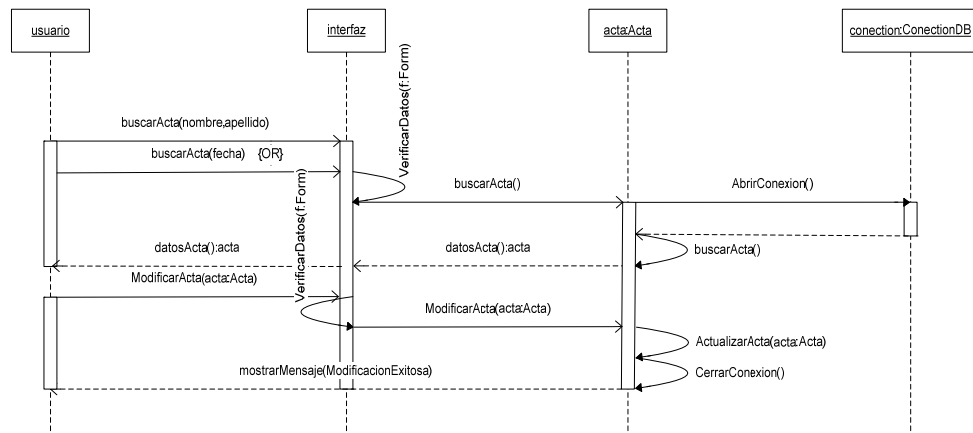 usuario
interfaz
acta:Acta
conection:ConectionDB
VerificarDatos(f:Form)
buscarActa(nombre,apellido)
buscarActa(fecha) {OR}
VerificarDatos(f:Form)
buscarActa()
AbrirConexion()
datosActa():acta
datosActa():acta
buscarActa()
ModificarActa(acta:Acta)
ModificarActa(acta:Acta)
ActualizarActa(acta:Acta)
mostrarMensaje(ModificacionExitosa)
CerrarConexion()